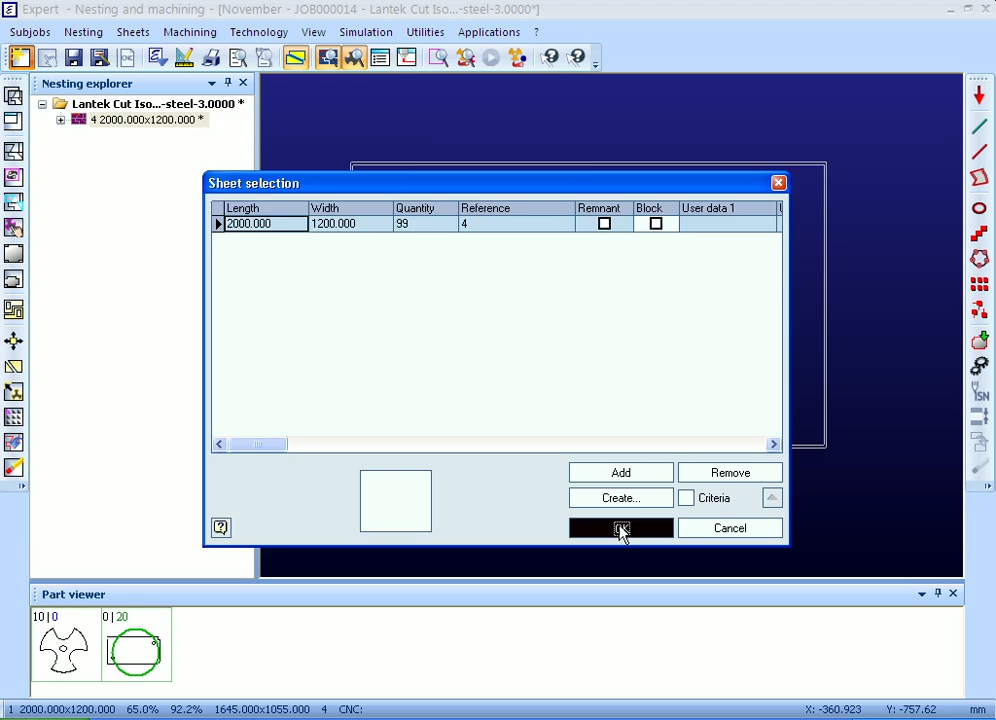 Expert - Nesting and machining - [November - JOB000014 - Lantek Cut Iso...-steel-3.0000*]
Subjobs Nesting Sheets Machining Technology View Simulation Utilities Applications ?
Nesting explorer
Lantek Cut Iso...-steel-3.0000 *
4 2000.000x1200.000 *
Sheet selection
Length Width Quantity Reference Remnant Block User data 1
2000.000 1200.000 99 4
Add Remove
Create... Criteria
Cancel
Part viewer
10|0 0|20
1 2000.000x1200.000 65.0% 92.2% 1645.000x1055.000 4 CNC: X: -360.923 Y: -757.62 mm